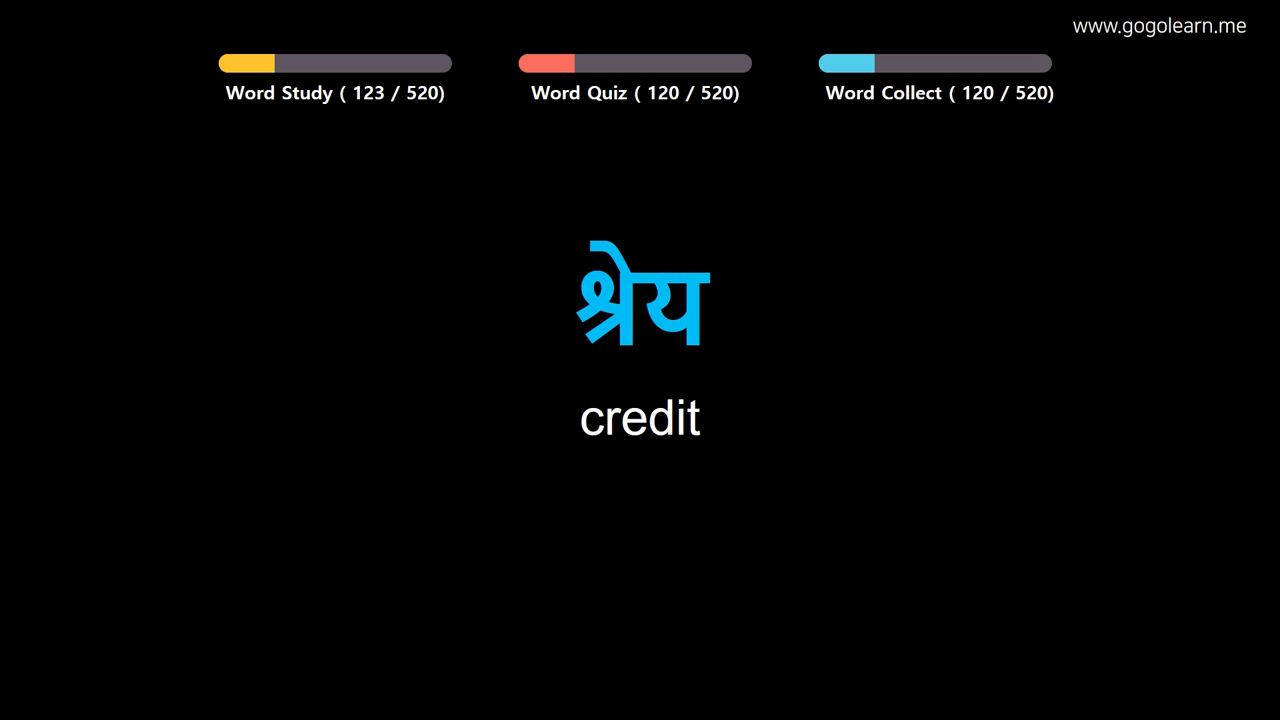 www.gogolearn.me
Word Study ( 123 / 520)
Word Quiz ( 120 / 520)
Word Collect ( 120 / 520)
श्रेय
credit